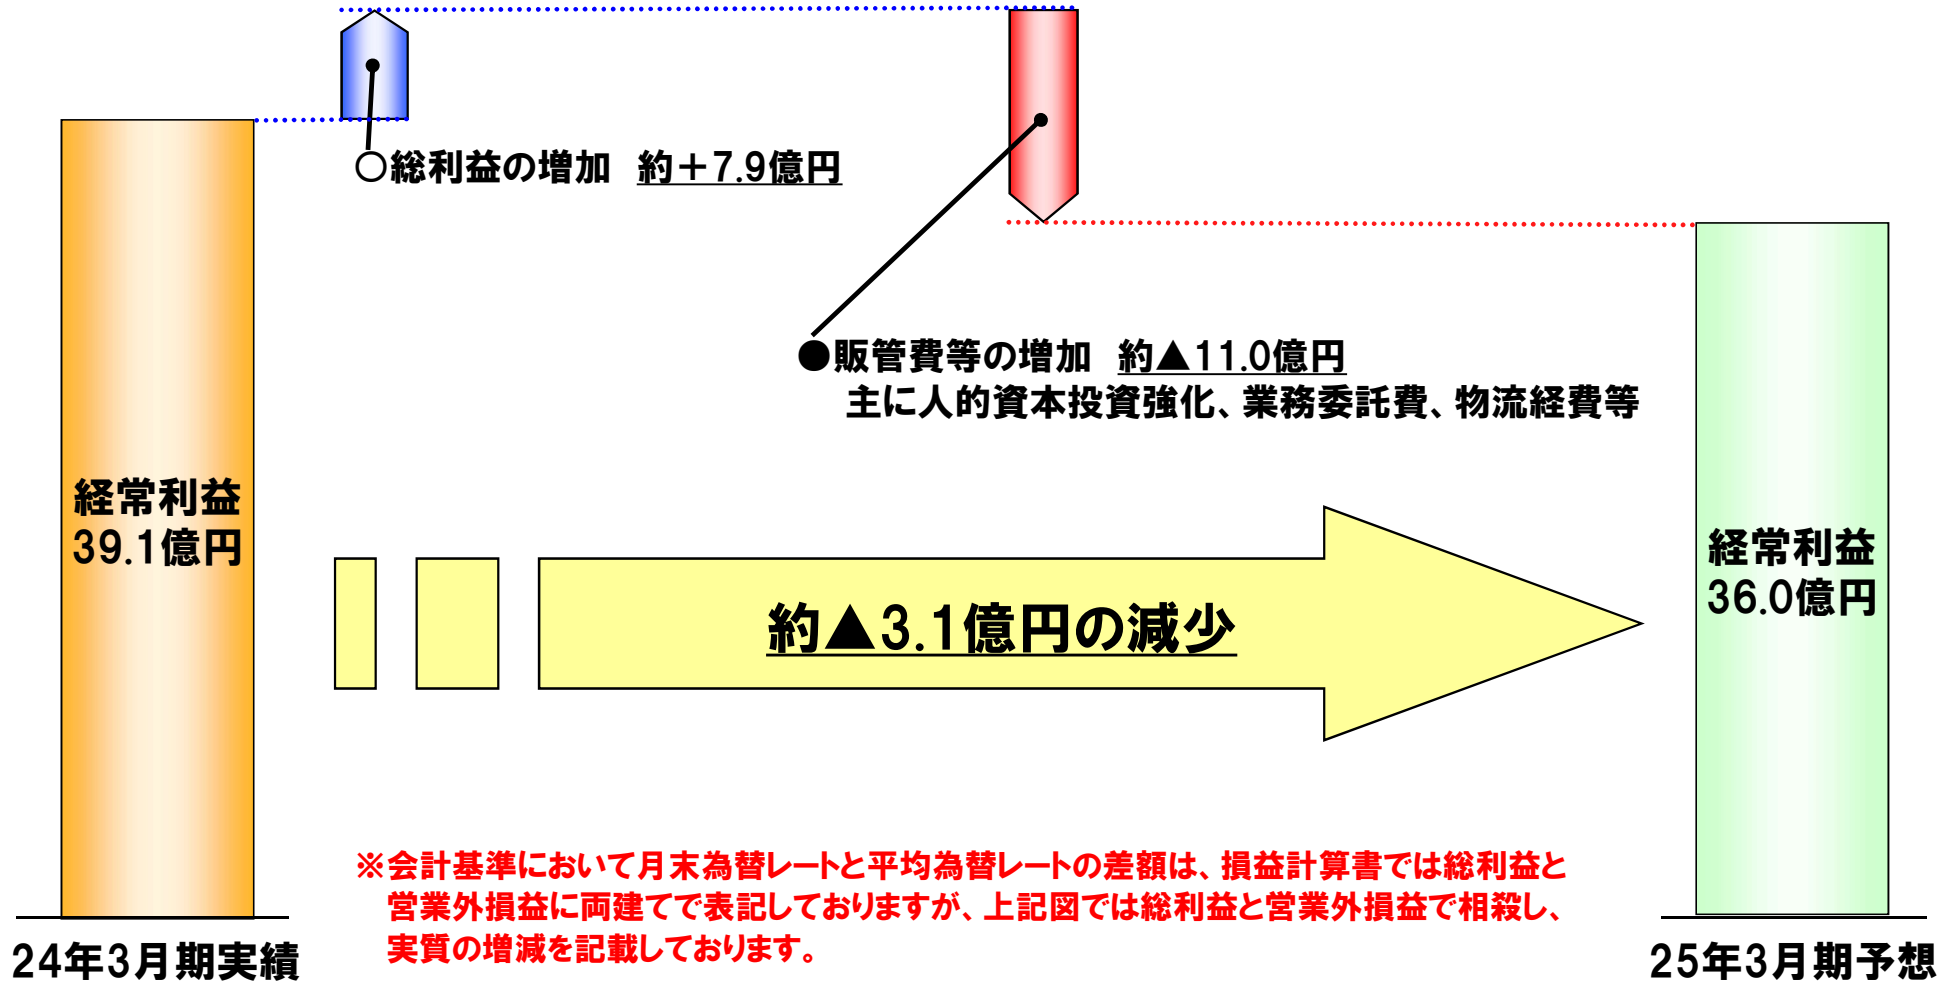 ○総利益の増加　約＋7.9億円
●販管費等の増加　約▲11.0億円
主に人的資本投資強化、業務委託費、物流経費等
経常利益
39.1億円
約▲3.1億円の減少
経常利益
36.0億円
※会計基準において月末為替レートと平均為替レートの差額は、損益計算書では総利益と
営業外損益に両建てで表記しておりますが、上記図では総利益と営業外損益で相殺し、
実質の増減を記載しております。
24年3月期実績
25年3月期予想